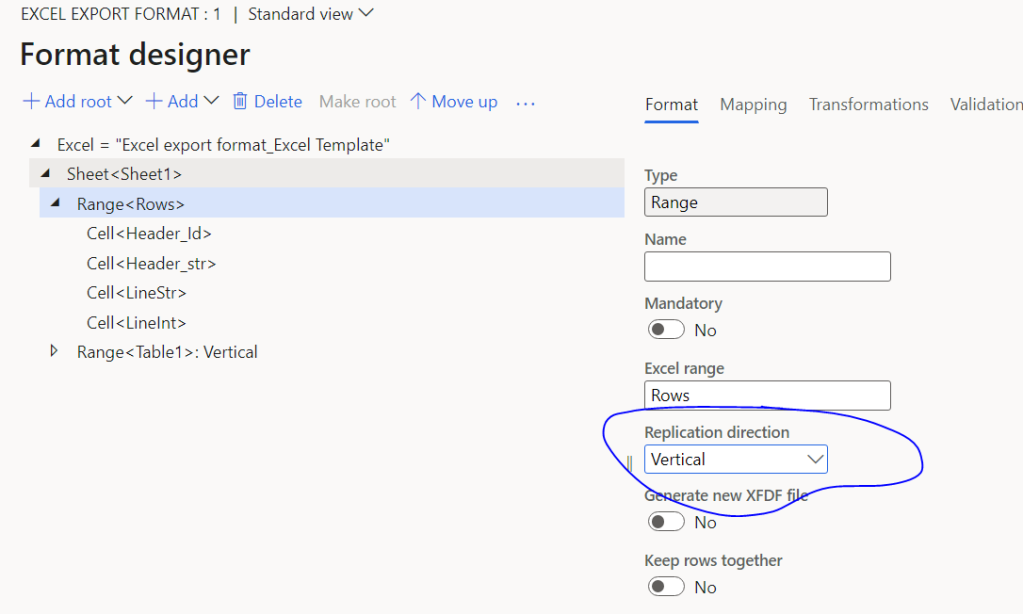 EXCEL EXPORT FORMAT : 1 | Standard view
Format designer
Add root Add Delete Make root Move up ...
Excel = "Excel export format_Excel Template"
Sheet<Sheet1>
Range<Rows>
Cell<Header_Id>
Cell<Header_str>
Cell<LineStr>
Cell<LineInt>
Range<Table1>: Vertical
Format Mapping Transformations Validation
Type
Range
Name
Mandatory
No
Excel range
Rows
Replication direction
Vertical
Generate new XFDF file
No
Keep rows together
No